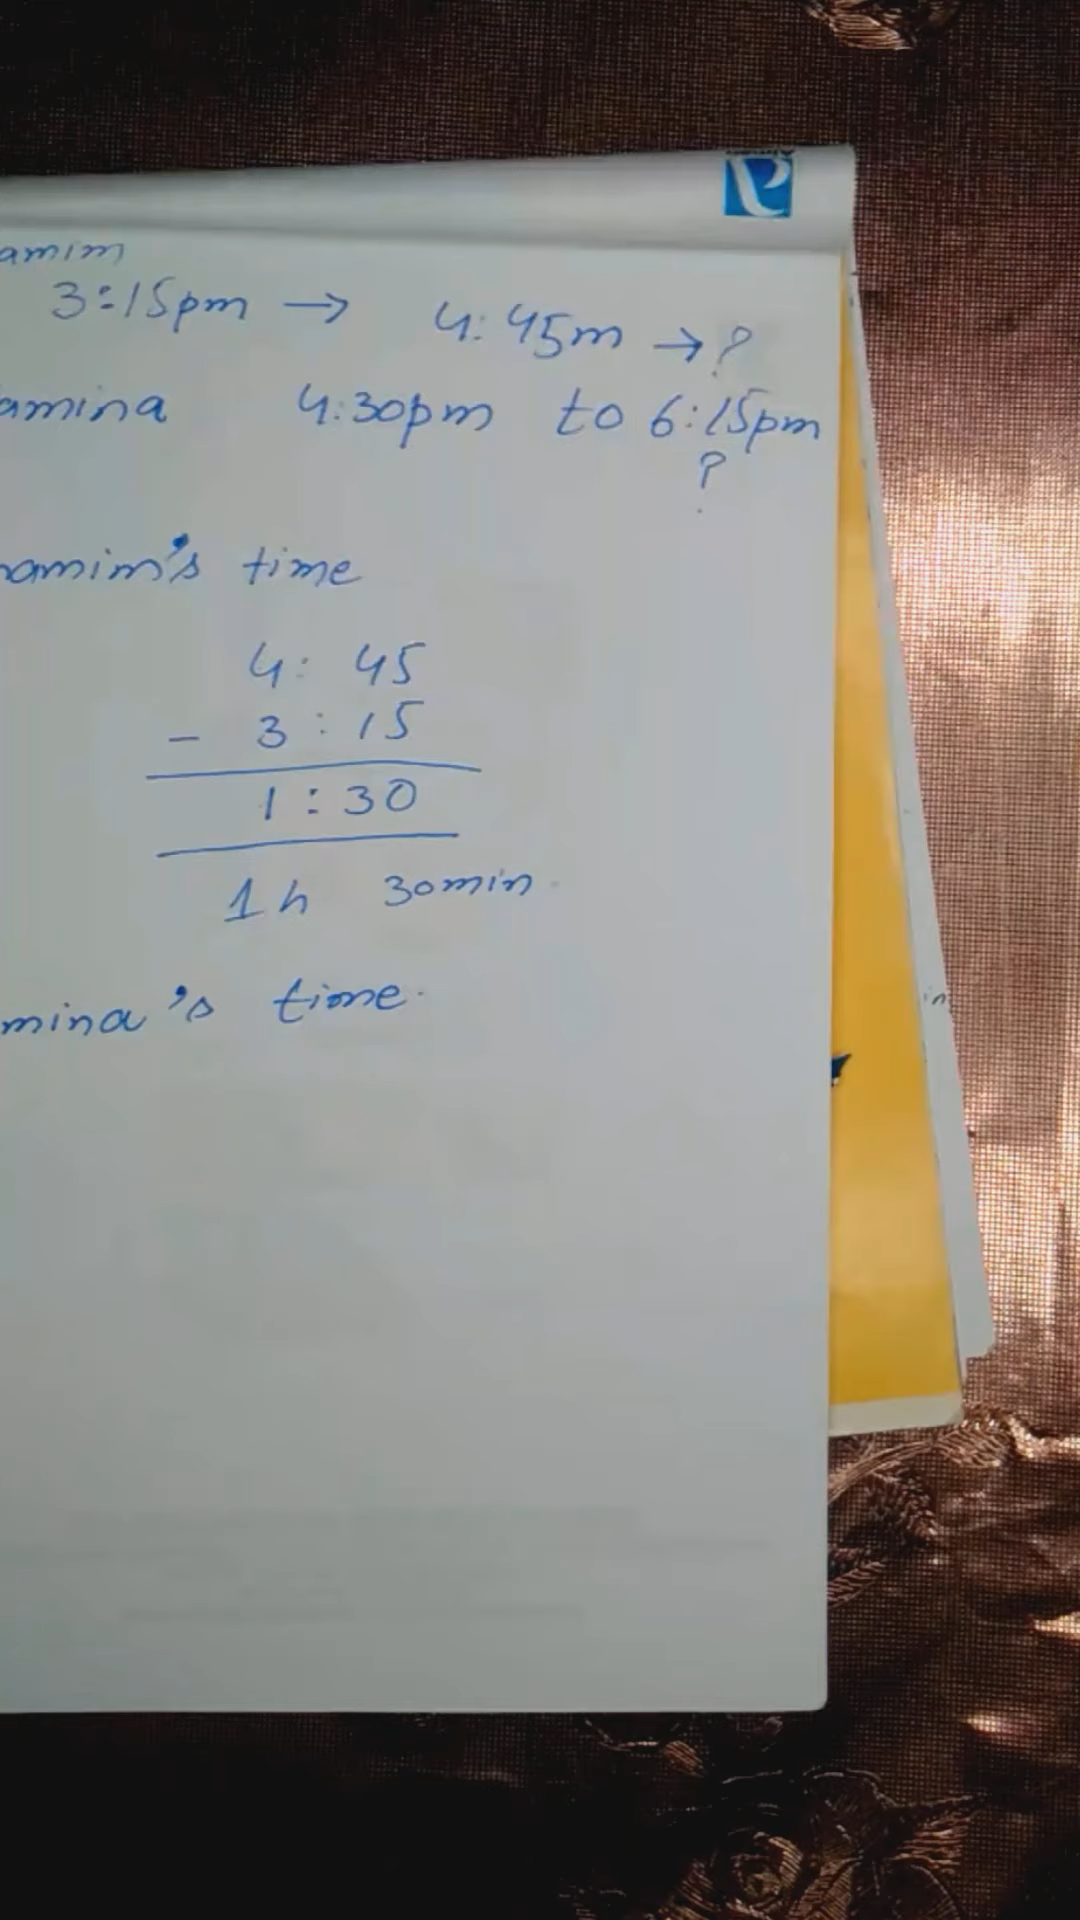 amim
3:15pm → 4:45m → ?
amina 4:30pm to 6:15pm
?
amim's time
4: 45
- 3 : 15
1 : 30
1h 30min.
mina's time.
in